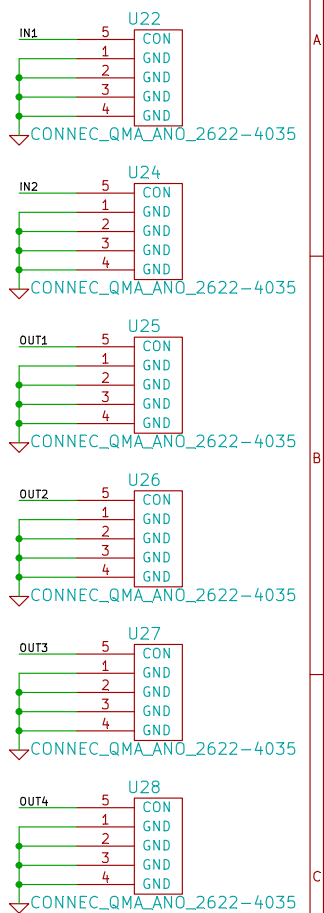 U22
IN1 5 CON
1 GND
2 GND
3 GND
4 GND
CONNEC_QMA_ANO_2622-4035
U24
IN2 5 CON
1 GND
2 GND
3 GND
4 GND
CONNEC_QMA_ANO_2622-4035
U25
OUT1 5 CON
1 GND
2 GND
3 GND
4 GND
CONNEC_QMA_ANO_2622-4035
U26
OUT2 5 CON
1 GND
2 GND
3 GND
4 GND
CONNEC_QMA_ANO_2622-4035
U27
OUT3 5 CON
1 GND
2 GND
3 GND
4 GND
CONNEC_QMA_ANO_2622-4035
U28
OUT4 5 CON
1 GND
2 GND
3 GND
4 GND
CONNEC_QMA_ANO_2622-4035
A
B
C